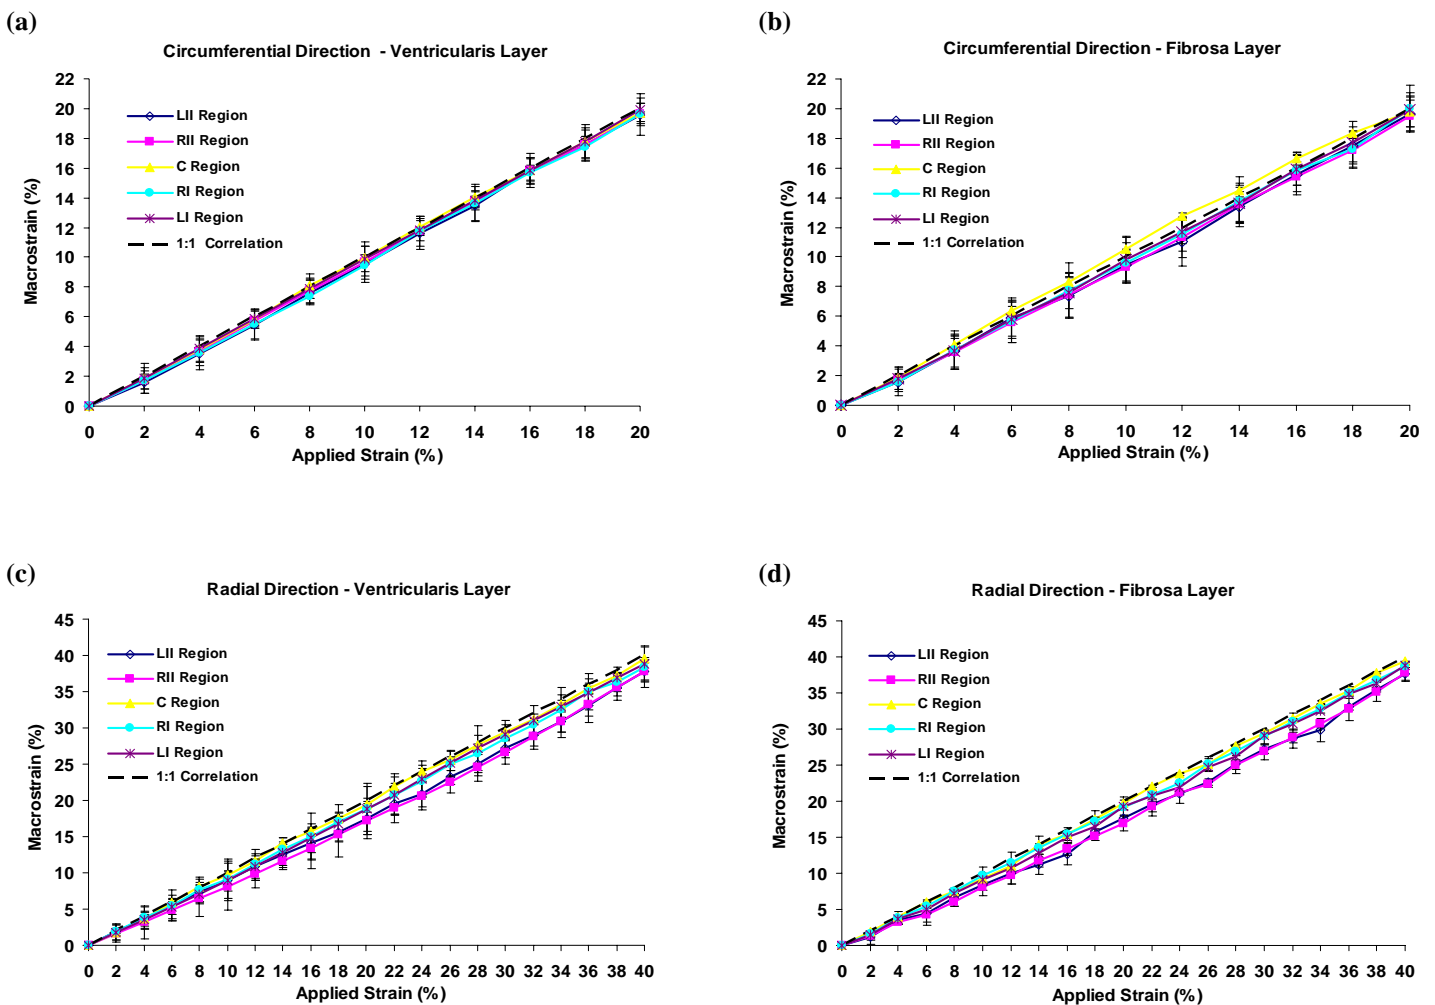 (a)
Circumferential Direction - Ventricularis Layer
22
20
18
16
14
12
10
8
6
4
2
0
Macrostrain (%)
LII Region
RII Region
C Region
RI Region
LI Region
1:1 Correlation
0 2 4 6 8 10 12 14 16 18 20
Applied Strain (%)
(b)
Circumferential Direction - Fibrosa Layer
22
20
18
16
14
12
10
8
6
4
2
0
Macrostrain (%)
LII Region
RII Region
C Region
RI Region
LI Region
1:1 Correlation
0 2 4 6 8 10 12 14 16 18 20
Applied Strain (%)
(c)
Radial Direction - Ventricularis Layer
45
40
35
30
25
20
15
10
5
0
Macrostrain (%)
LII Region
RII Region
C Region
RI Region
LI Region
1:1 Correlation
0 2 4 6 8 10 12 14 16 18 20 22 24 26 28 30 32 34 36 38 40
Applied Strain (%)
(d)
Radial Direction - Fibrosa Layer
45
40
35
30
25
20
15
10
5
0
Macrostrain (%)
LII Region
RII Region
C Region
RI Region
LI Region
1:1 Correlation
0 2 4 6 8 10 12 14 16 18 20 22 24 26 28 30 32 34 36 38 40
Applied Strain (%)